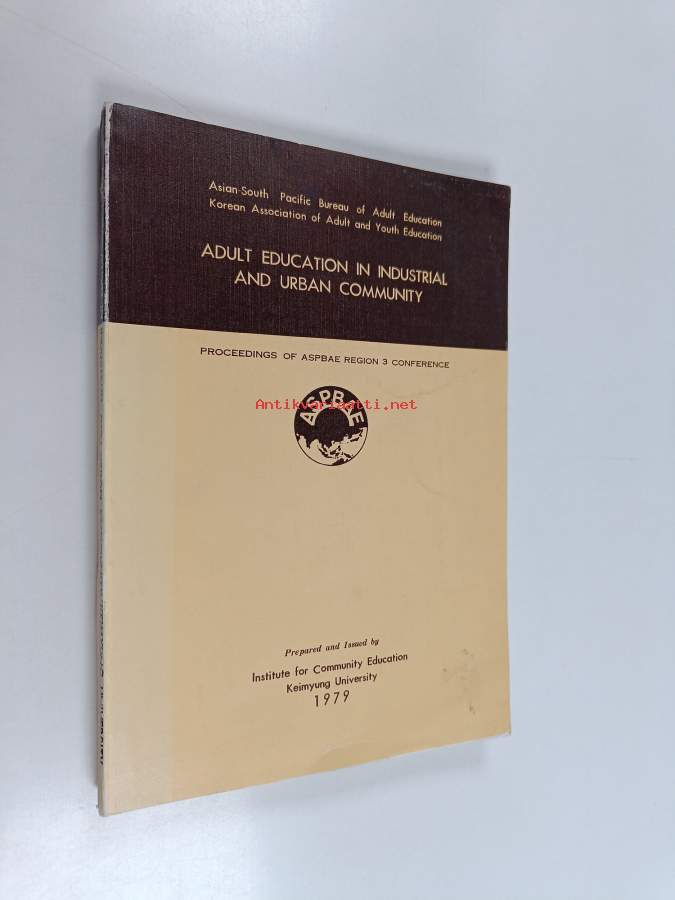 Asian-South Pacific Bureau of Adult Education
Korean Association of Adult and Youth Education
ADULT EDUCATION IN INDUSTRIAL
AND URBAN COMMUNITY
PROCEEDINGS OF ASPBAE REGION 3 CONFERENCE
ASPBAE
Antikvariaatti.net
Prepared and Issued by
Institute for Community Education
Keimyung University
1979